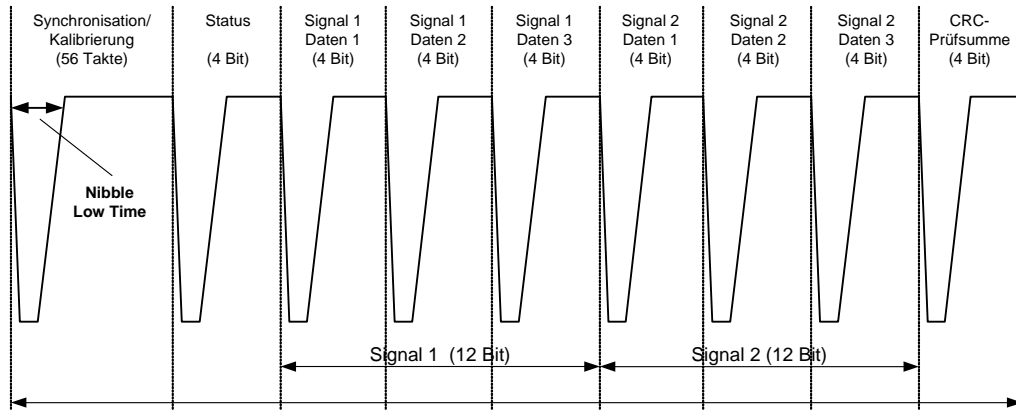 Synchronisation/
Kalibrierung
(56 Takte)
Status
(4 Bit)
Signal 1
Daten 1
(4 Bit)
Signal 1
Daten 2
(4 Bit)
Signal 1
Daten 3
(4 Bit)
Signal 2
Daten 1
(4 Bit)
Signal 2
Daten 2
(4 Bit)
Signal 2
Daten 3
(4 Bit)
CRC-
Prüfsumme
(4 Bit)
Nibble
Low Time
Signal 1 (12 Bit)
Signal 2 (12 Bit)